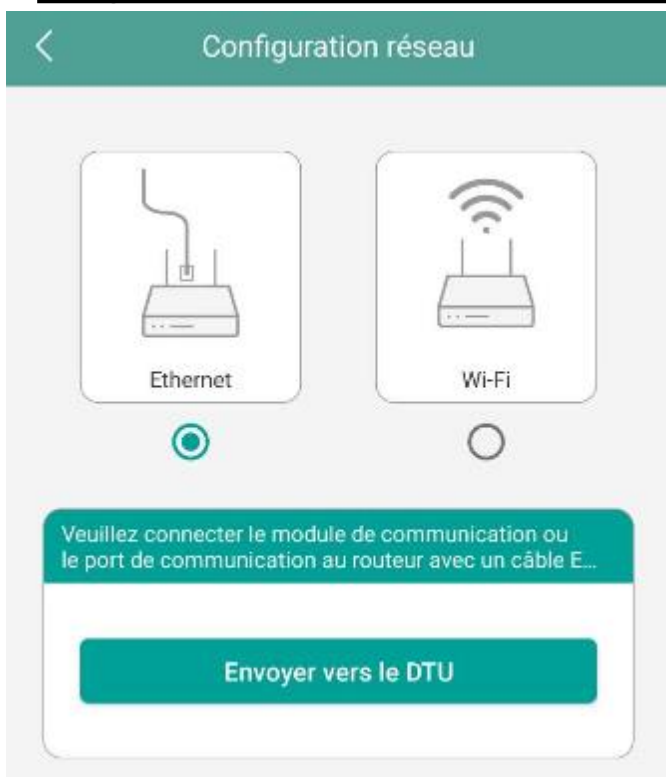 Configuration réseau
Ethernet
Wi-Fi
Veuillez connecter le module de communication ou
le port de communication au routeur avec un câble E...
Envoyer vers le DTU